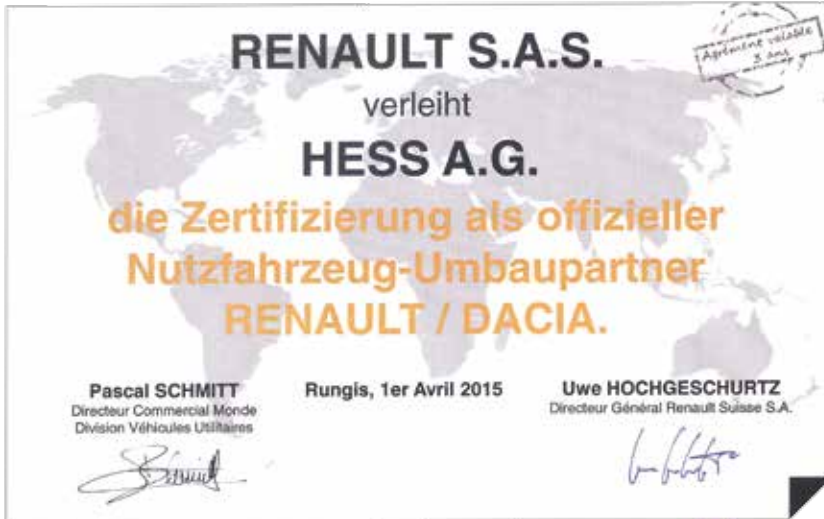 RENAULT S.A.S.
Agrément valable
3 ans
verleiht
HESS A.G.
die Zertifizierung als offizieller
Nutzfahrzeug-Umbaupartner
RENAULT / DACIA.
Pascal SCHMITT
Directeur Commercial Monde
Division Véhicules Utilitaires
Rungis, 1er Avril 2015
Uwe HOCHGESCHURTZ
Directeur Général Renault Suisse S.A.